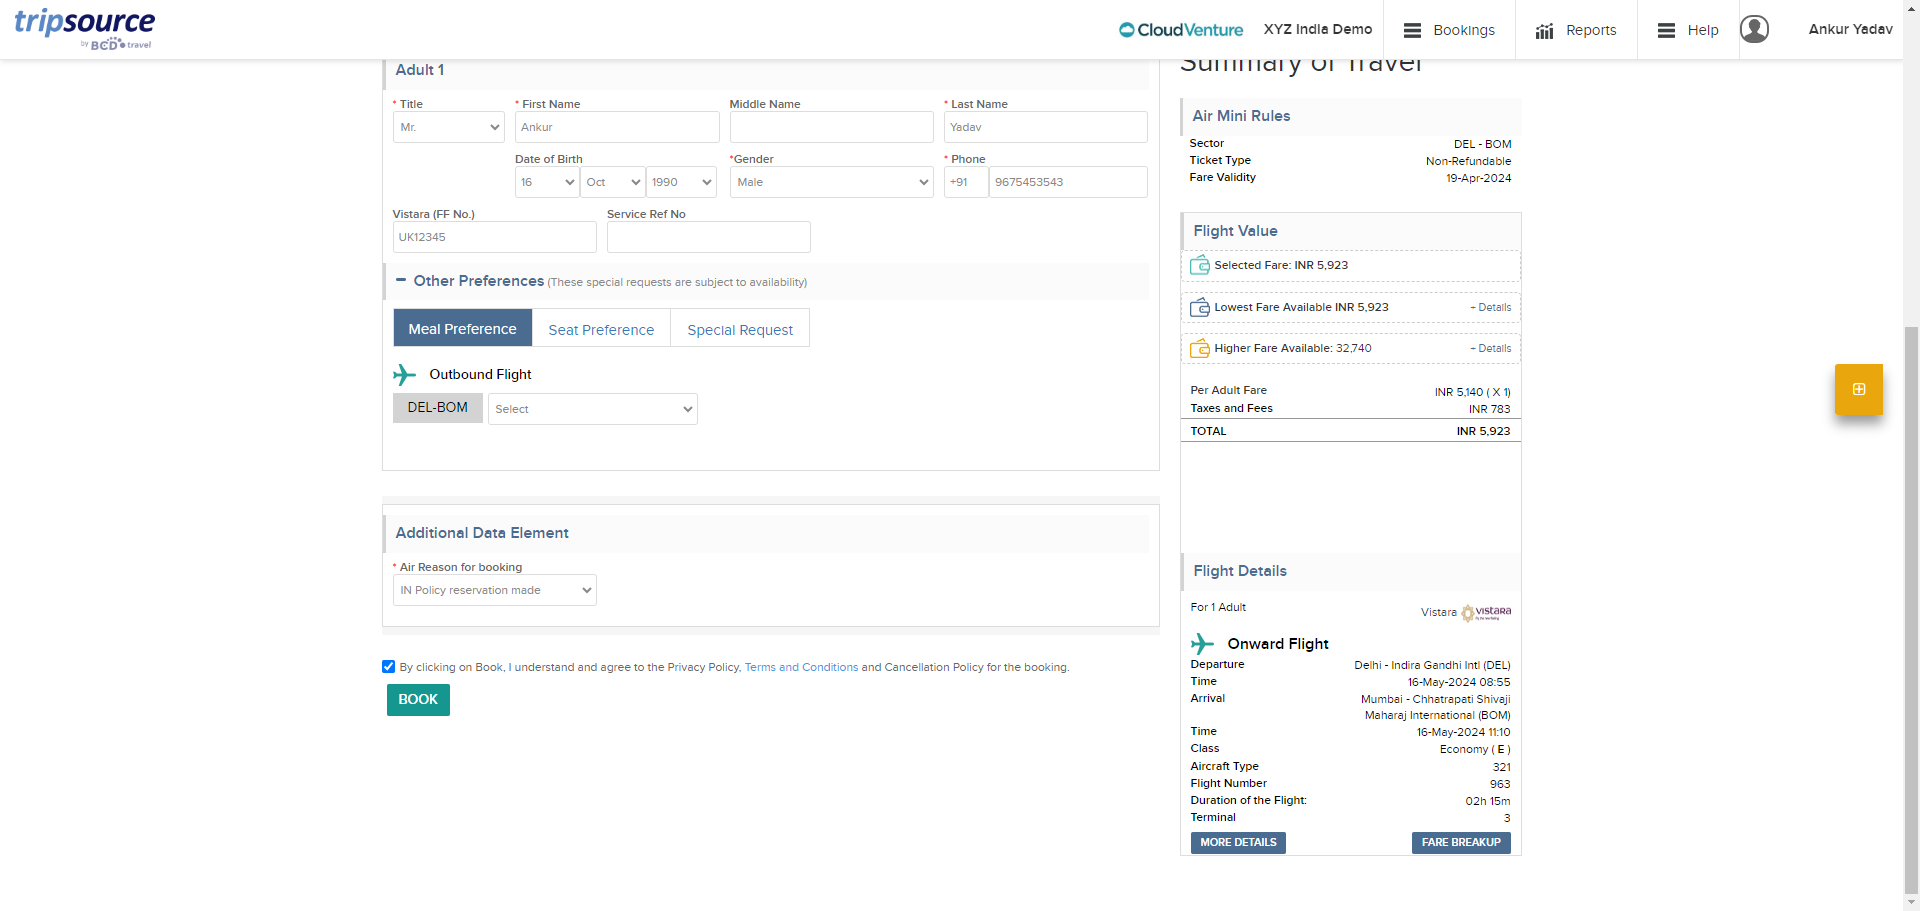 tripsource
by BCD travel
CloudVenture
XYZ India Demo
Bookings
Reports
Help
Ankur Yadav
Adult 1
* Title
* First Name
Middle Name
* Last Name
Mr.
Ankur
Yadav
Date of Birth
*Gender
* Phone
16
Oct
1990
Male
+91
9675453543
Vistara (FF No.)
Service Ref No
UK12345
Other Preferences (These special requests are subject to availability)
Meal Preference
Seat Preference
Special Request
Outbound Flight
DEL-BOM
Select
Additional Data Element
* Air Reason for booking
IN Policy reservation made
By clicking on Book, I understand and agree to the Privacy Policy, Terms and Conditions and Cancellation Policy for the booking.
BOOK
Summary of Travel
Air Mini Rules
Sector DEL - BOM
Ticket Type Non-Refundable
Fare Validity 19-Apr-2024
Flight Value
Selected Fare: INR 5,923
Lowest Fare Available INR 5,923 + Details
Higher Fare Available: 32,740 + Details
Per Adult Fare INR 5,140 ( X 1)
Taxes and Fees INR 783
TOTAL INR 5,923
Flight Details
For 1 Adult Vistara VISTARA
Onward Flight
Departure Delhi - Indira Gandhi Intl (DEL)
Time 16-May-2024 08:55
Arrival Mumbai - Chhatrapati Shivaji
Maharaj International (BOM)
Time 16-May-2024 11:10
Class Economy ( E )
Aircraft Type 321
Flight Number 963
Duration of the Flight: 02h 15m
Terminal 3
MORE DETAILS
FARE BREAKUP